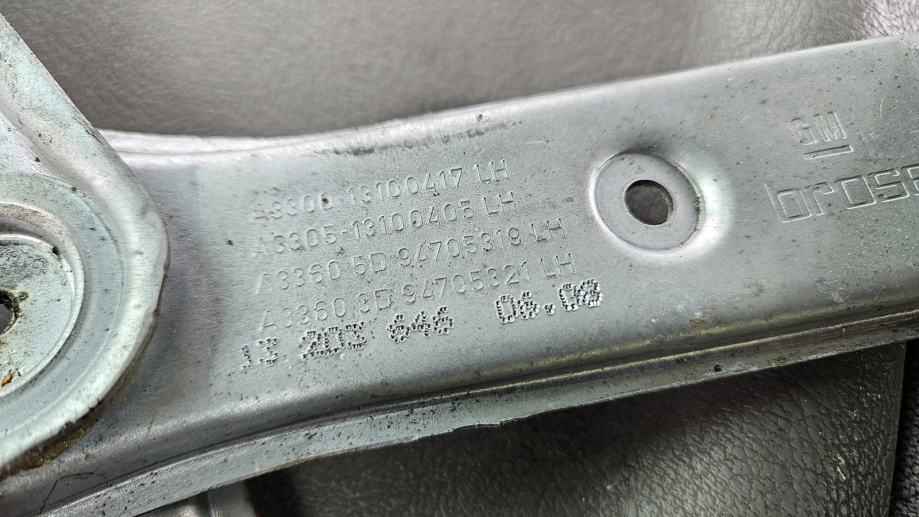 A3300-13100417 LH
A3305-13100405 LH
A3360 5D 94705319 LH
A3360 3D 94705321 LH
13 203 646 06.08
GM
brose